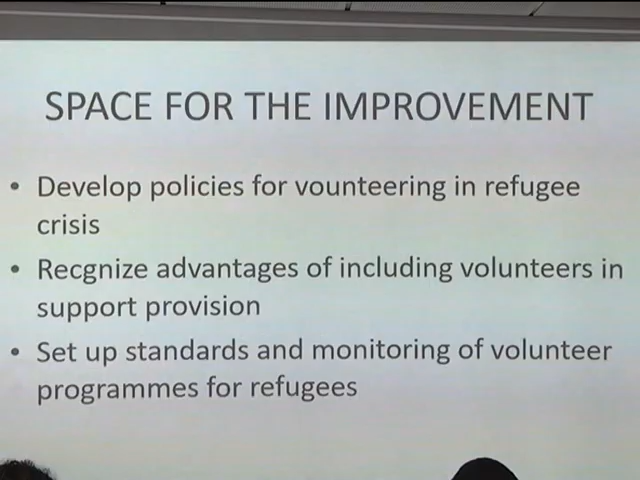 SPACE FOR THE IMPROVEMENT
• Develop policies for vounteering in refugee
crisis
• Recgnize advantages of including volunteers in
support provision
• Set up standards and monitoring of volunteer
programmes for refugees